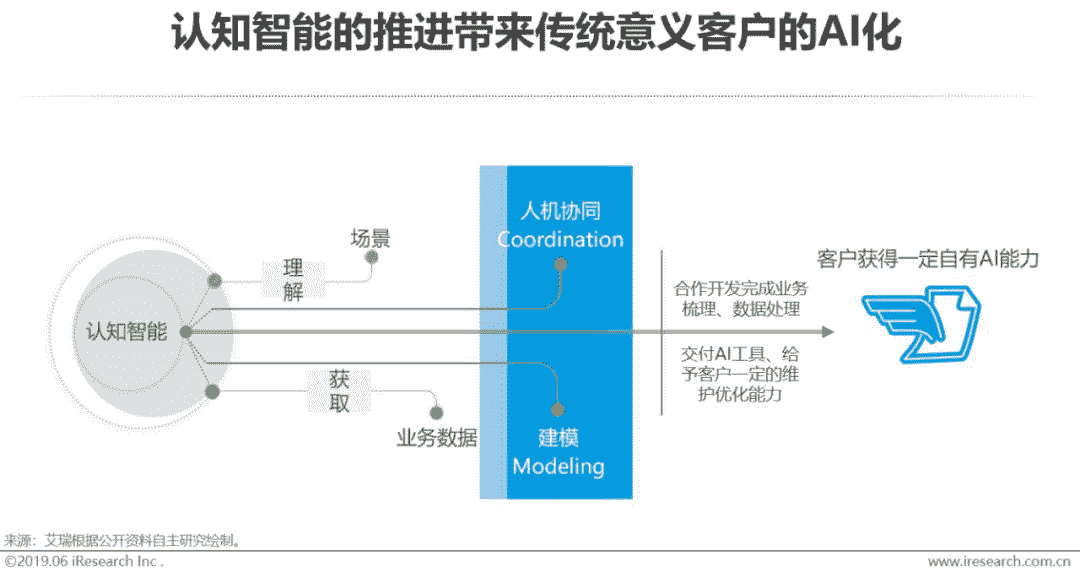 认知智能的推进带来传统意义客户的AI化
人机协同
Coordination
场景
理
解
认知智能
获
取
业务数据
建模
Modeling
合作开发完成业务
梳理、数据处理
交付AI工具、给
予客户一定的维
护优化能力
客户获得一定自有AI能力
来源：艾瑞根据公开资料自主研究绘制。
©2019.06 iResearch Inc .
www.iresearch.com.cn